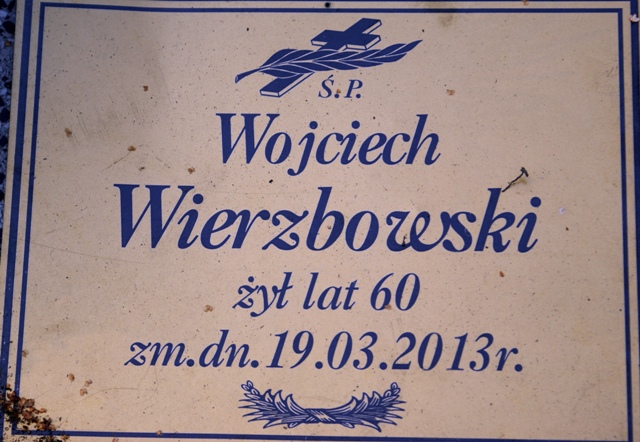 Ś.P.
Wojciech
Wierzbowski
żył lat 60
zm.dn.19.03.2013r.